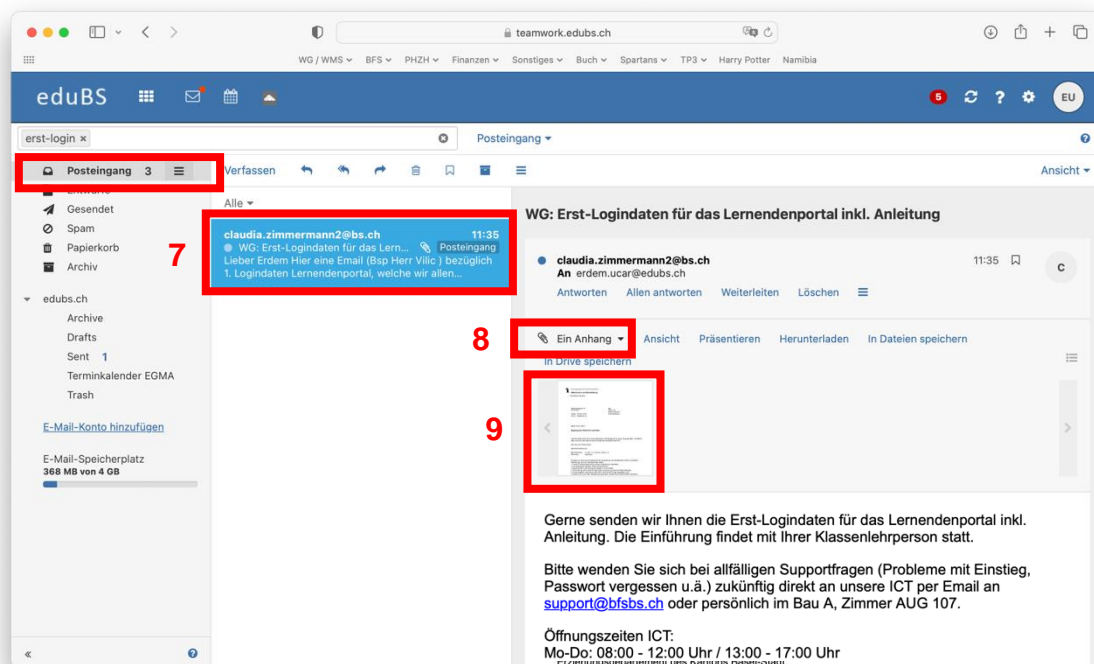 teamwork.edubs.ch
WG / WMS BFS PHZH Finanzen Sonstiges Buch Spartans TP3 Harry Potter Namibia
eduBS
5 ? EU
erst-login × Posteingang
Posteingang 3
Verfassen
Ansicht
Entwürfe
Gesendet
Spam
Papierkorb
Archiv
edubs.ch
Archive
Drafts
Sent 1
Terminkalender EGMA
Trash
E-Mail-Konto hinzufügen
E-Mail-Speicherplatz
368 MB von 4 GB
Alle
7
claudia.zimmermann2@bs.ch 11:35
WG: Erst-Logindaten für das Lern... Posteingang
Lieber Erdem Hier eine Email (Bsp Herr Vilic ) bezüglich
1. Logindaten Lernendenportal, welche wir allen...
WG: Erst-Logindaten für das Lernendenportal inkl. Anleitung
claudia.zimmermann2@bs.ch 11:35
C
An erdem.ucar@edubs.ch
Antworten Allen antworten Weiterleiten Löschen
8
Ein Anhang Ansicht Präsentieren Herunterladen In Dateien speichern
In Drive speichern
9
Gerne senden wir Ihnen die Erst-Logindaten für das Lernendenportal inkl.
Anleitung. Die Einführung findet mit Ihrer Klassenlehrperson statt.
Bitte wenden Sie sich bei allfälligen Supportfragen (Probleme mit Einstieg,
Passwort vergessen u.ä.) zukünftig direkt an unsere ICT per Email an
support@bfsbs.ch oder persönlich im Bau A, Zimmer AUG 107.
Öffnungszeiten ICT:
Mo-Do: 08:00 - 12:00 Uhr / 13:00 - 17:00 Uhr
Erziehungsdepartement des Kantons Basel-Stadt